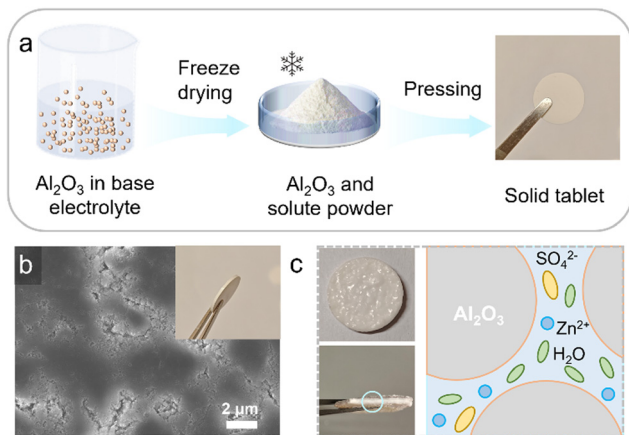 a
Freeze
drying
Pressing
Al₂O₃ in base
electrolyte
Al₂O₃ and
solute powder
Solid tablet
b
2 μm
c
Al₂O₃
SO₄²⁻
Zn²⁺
H₂O